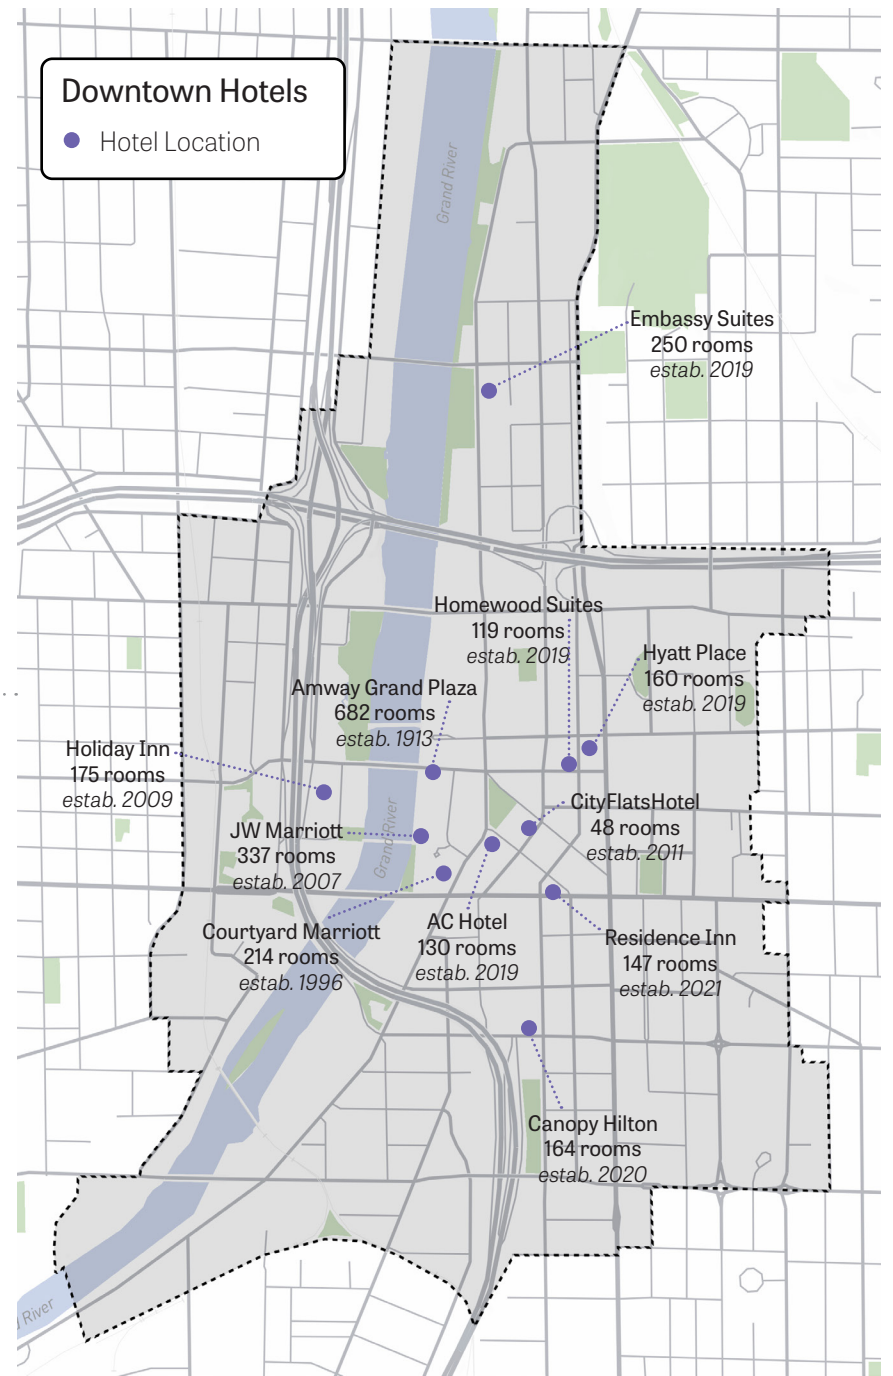 Downtown Hotels
Hotel Location
Grand River
Embassy Suites
250 rooms
estab. 2019
Homewood Suites
119 rooms
estab. 2019
Hyatt Place
160 rooms
estab. 2019
Amway Grand Plaza
682 rooms
estab. 1913
Holiday Inn
175 rooms
estab. 2009
CityFlatsHotel
48 rooms
estab. 2011
JW Marriott
337 rooms
estab. 2007
Grand River
Courtyard Marriott
214 rooms
estab. 1996
AC Hotel
130 rooms
estab. 2019
Residence Inn
147 rooms
estab. 2021
Canopy Hilton
164 rooms
estab. 2020
River